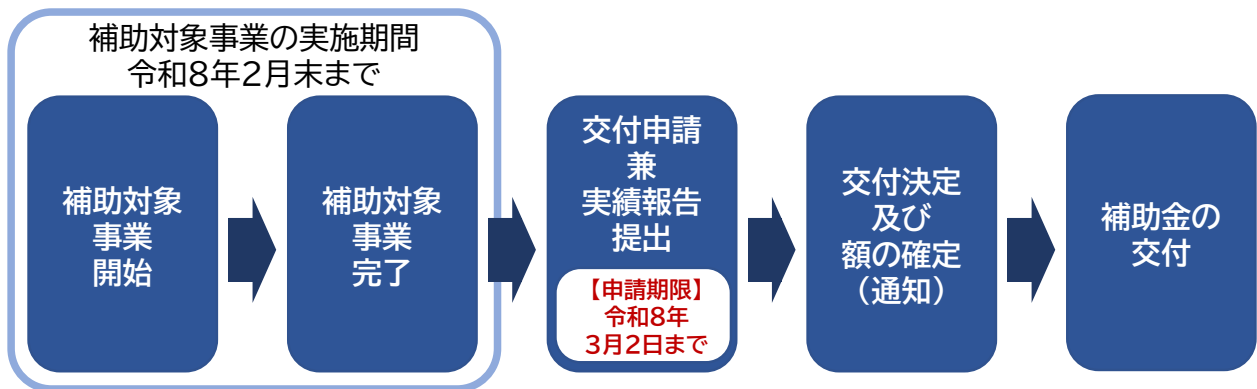 補助対象事業の実施期間
令和8年2月末まで
補助対象
事業
開始
補助対象
事業
完了
交付申請
兼
実績報告
提出
【申請期限】
令和8年
3月2日まで
交付決定
及び
額の確定
（通知）
補助金の
交付